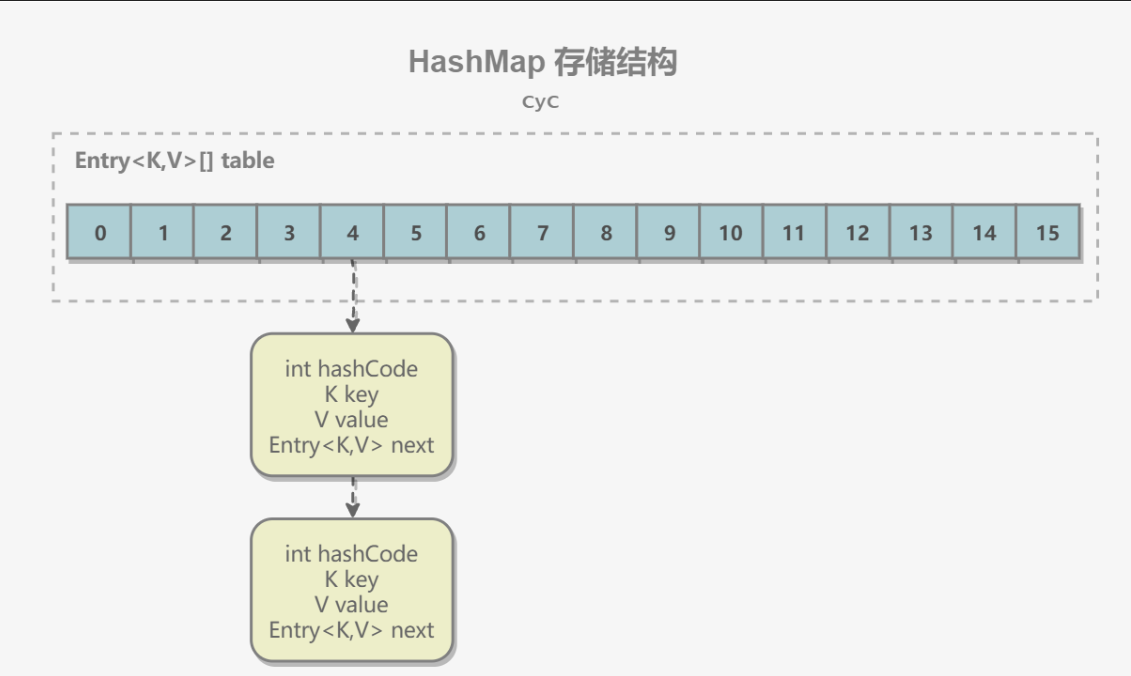 HashMap 存储结构
CyC
Entry<K,V>[] table
0 1 2 3 4 5 6 7 8 9 10 11 12 13 14 15
int hashCode
K key
V value
Entry<K,V> next
int hashCode
K key
V value
Entry<K,V> next